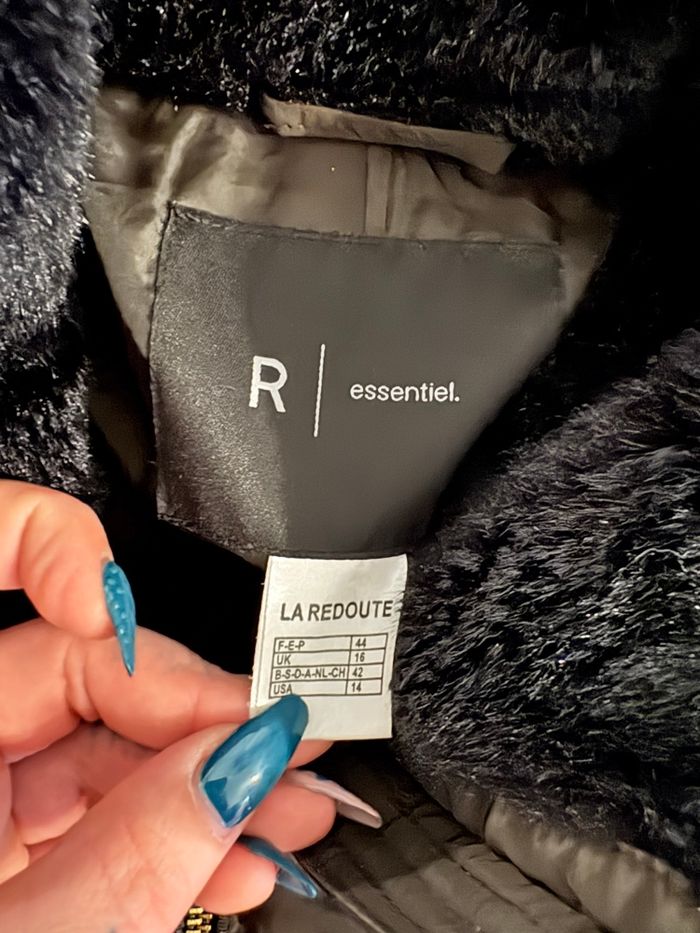 R | essentiel.
LA REDOUTE
F-E-P 44
UK 16
B-S-D-A-NL-CH 42
USA 14